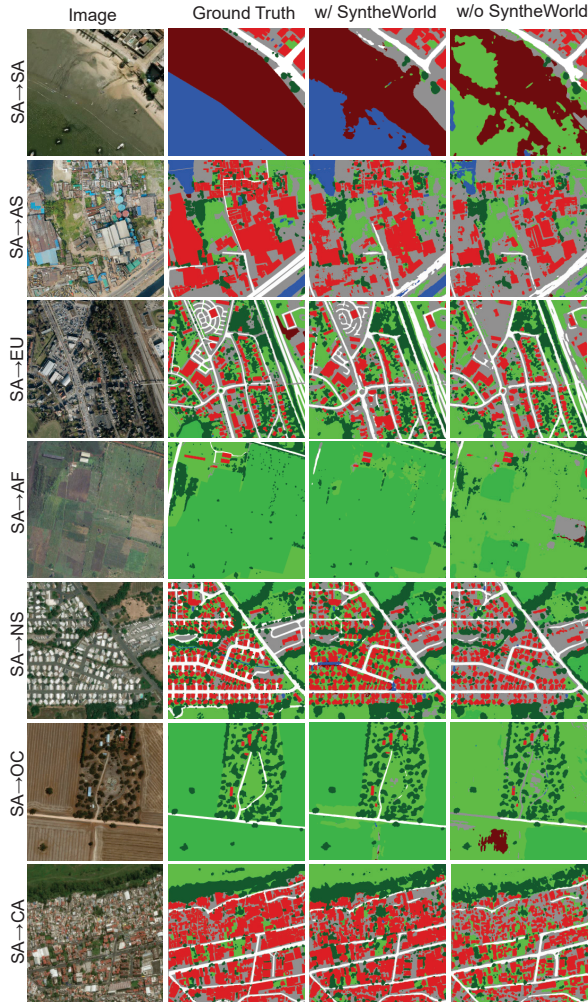 Image Ground Truth w/ SyntheWorld w/o SyntheWorld
SA→SA
SA→AS
SA→EU
SA→AF
SA→NS
SA→OC
SA→CA